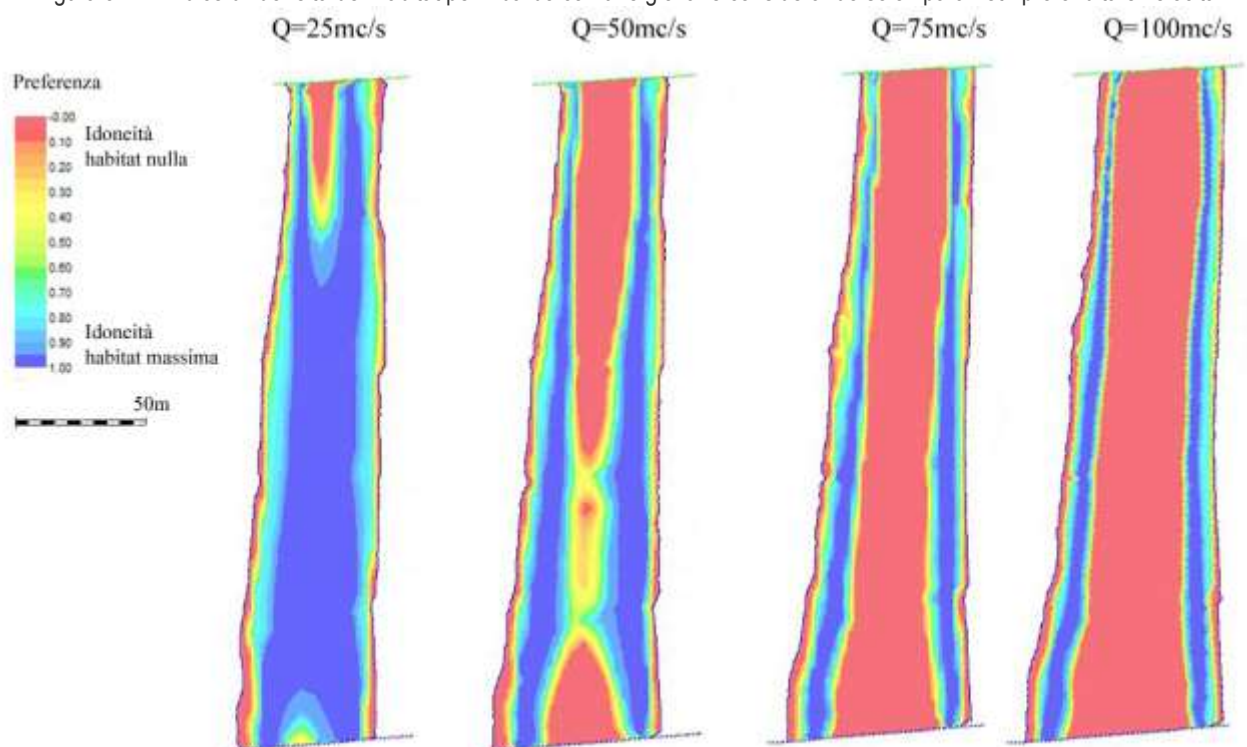 Q=25mc/s
Q=50mc/s
Q=75mc/s
Q=100mc/s
Preferenza
-0.00
0.10
0.20
0.30
0.40
0.50
0.60
0.70
0.80
0.90
1.00
Idoneità
habitat nulla
Idoneità
habitat massima
50m